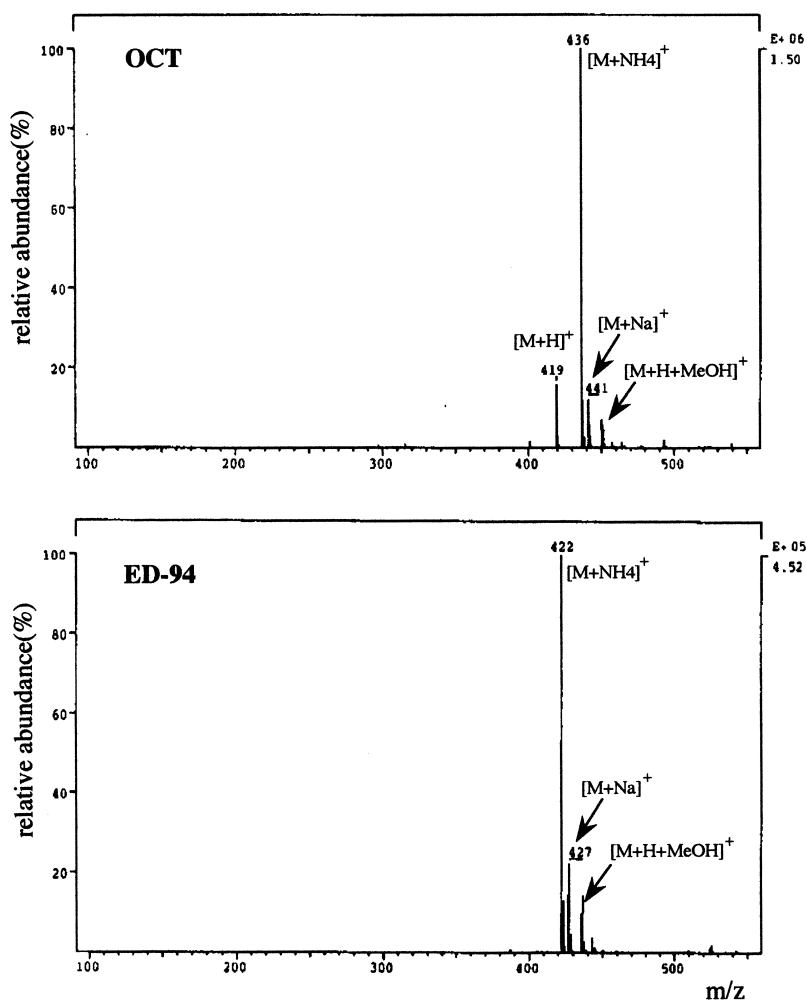 OCT
relative abundance(%)
100
80
60
40
20
436
[M+NH4]+
E+ 06
1.50
[M+H]+
419
[M+Na]+
441
[M+H+MeOH]+
100 200 300 400 500
ED-94
relative abundance(%)
100
80
60
40
20
422
[M+NH4]+
E+ 05
4.52
[M+Na]+
427
[M+H+MeOH]+
100 200 300 400 500
m/z